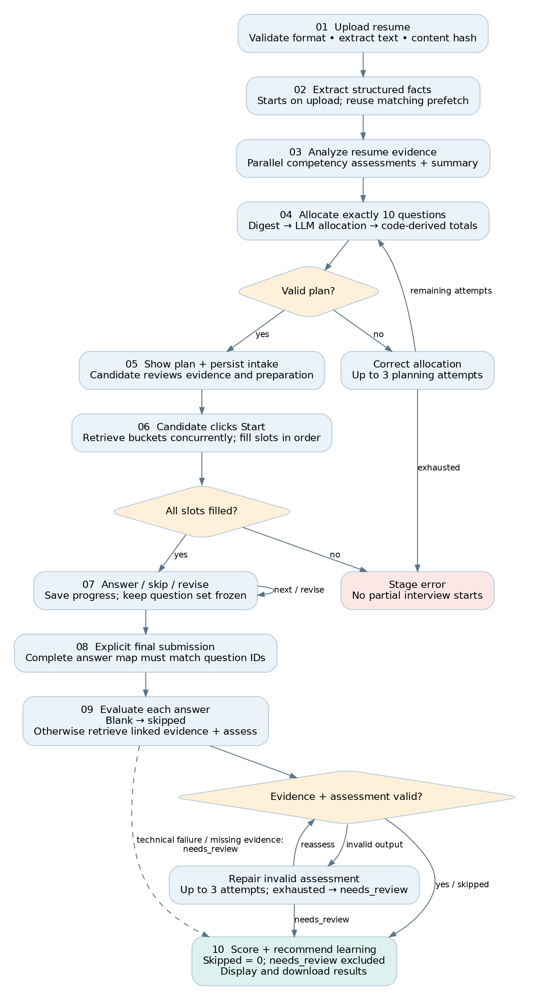 01  Upload resume
Validate format • extract text • content hash
02  Extract structured facts
Starts on upload; reuse matching prefetch
03  Analyze resume evidence
Parallel competency assessments + summary
04  Allocate exactly 10 questions
Digest → LLM allocation → code-derived totals
Valid plan?
remaining attempts
yes
no
05  Show plan + persist intake
Candidate reviews evidence and preparation
Correct allocation
Up to 3 planning attempts
06  Candidate clicks Start
Retrieve buckets concurrently; fill slots in order
exhausted
All slots filled?
yes
no
07  Answer / skip / revise
Save progress; keep question set frozen
next / revise
Stage error
No partial interview starts
08  Explicit final submission
Complete answer map must match question IDs
09  Evaluate each answer
Blank → skipped
Otherwise retrieve linked evidence + assess
Evidence + assessment valid?
technical failure / missing evidence:
needs_review
reassess
invalid output
Repair invalid assessment
Up to 3 attempts; exhausted → needs_review
yes / skipped
needs_review
10  Score + recommend learning
Skipped = 0; needs_review excluded
Display and download results